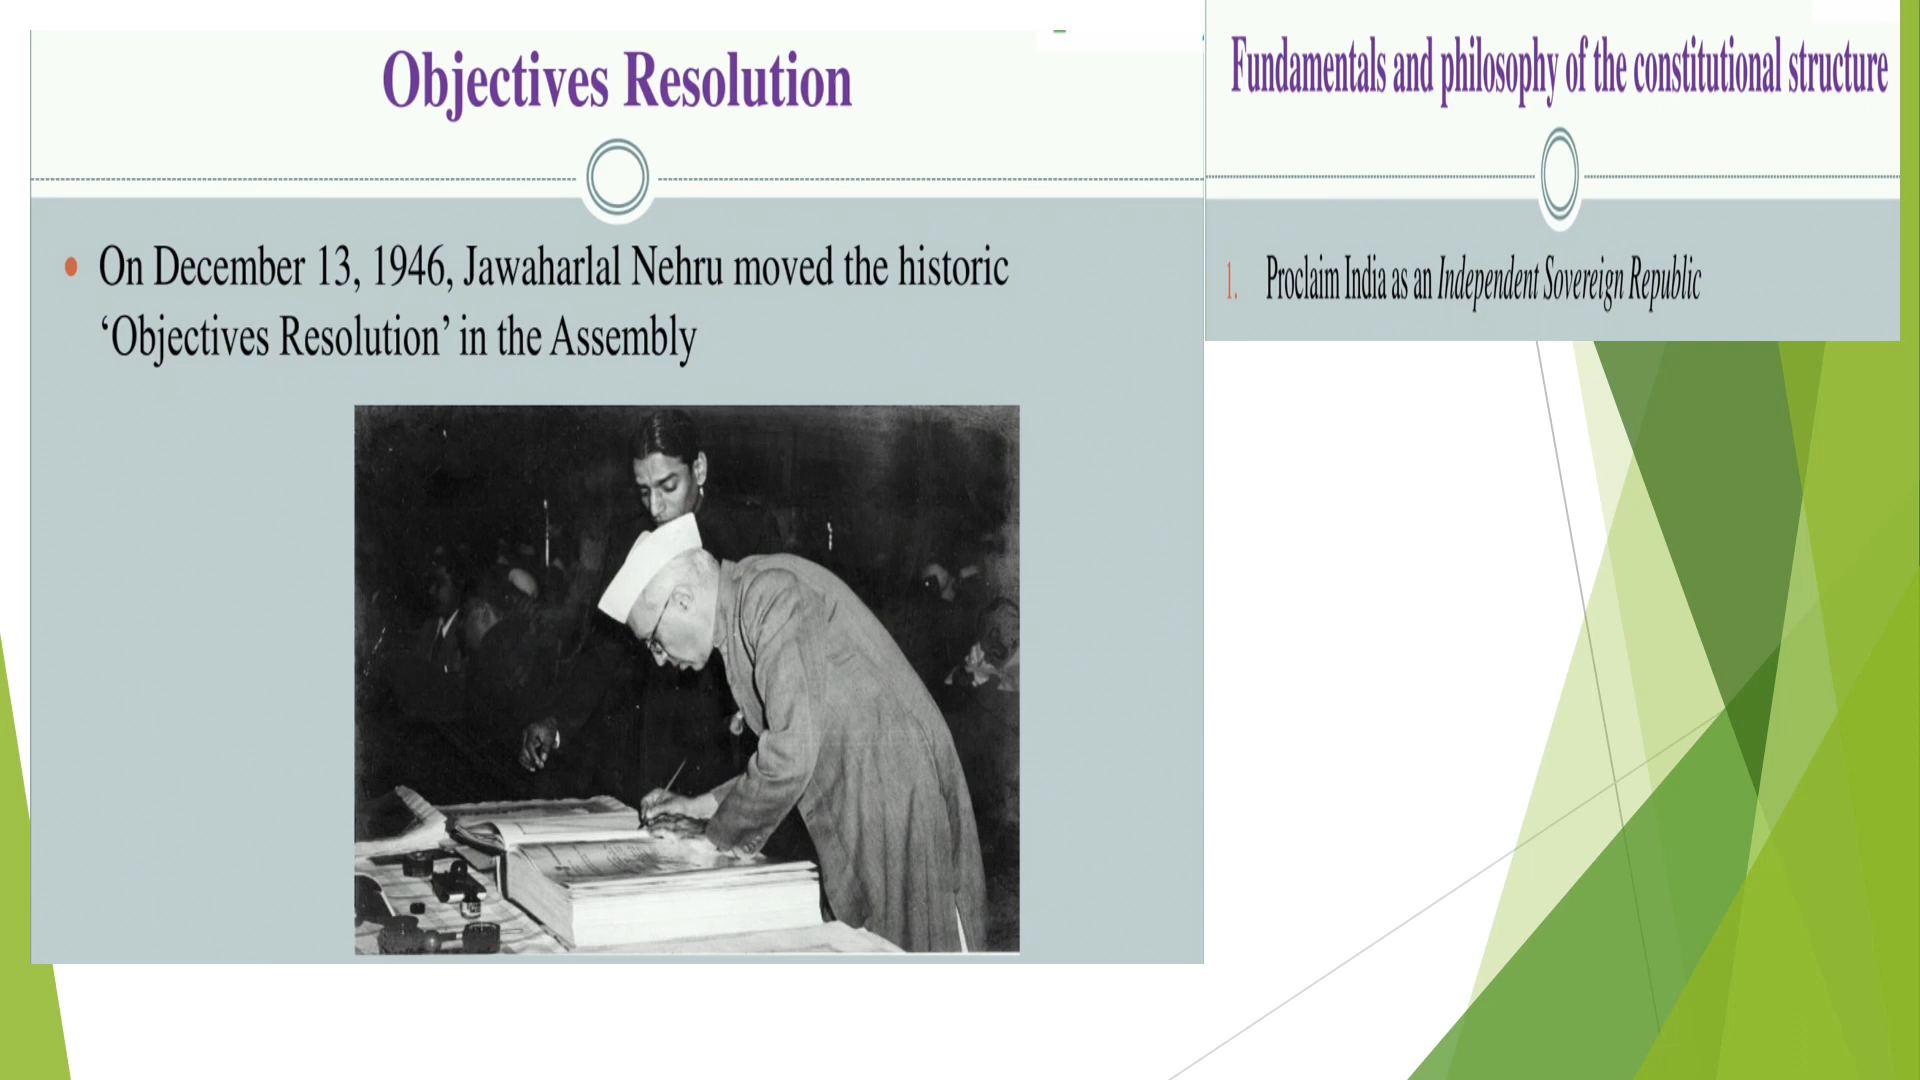 Objectives Resolution
• On December 13, 1946, Jawaharlal Nehru moved the historic
‘Objectives Resolution’ in the Assembly
Fundamentals and philosophy of the constitutional structure
1. Proclaim India as an Independent Sovereign Republic